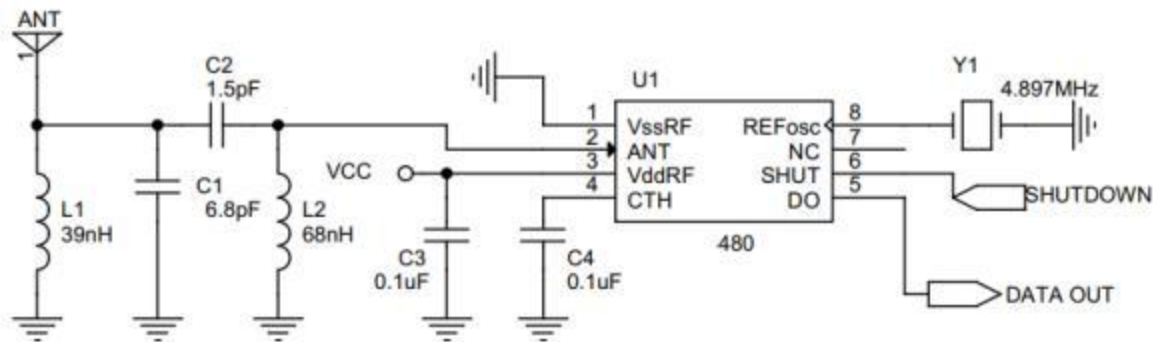 ANT
1
C2
1.5pF
L1
39nH
C1
6.8pF
L2
68nH
VCC
C3
0.1uF
C4
0.1uF
U1
1
2
3
4
VssRF
ANT
VddRF
CTH
REFosc
NC
SHUT
DO
8
7
6
5
480
Y1
4.897MHz
SHUTDOWN
DATA OUT